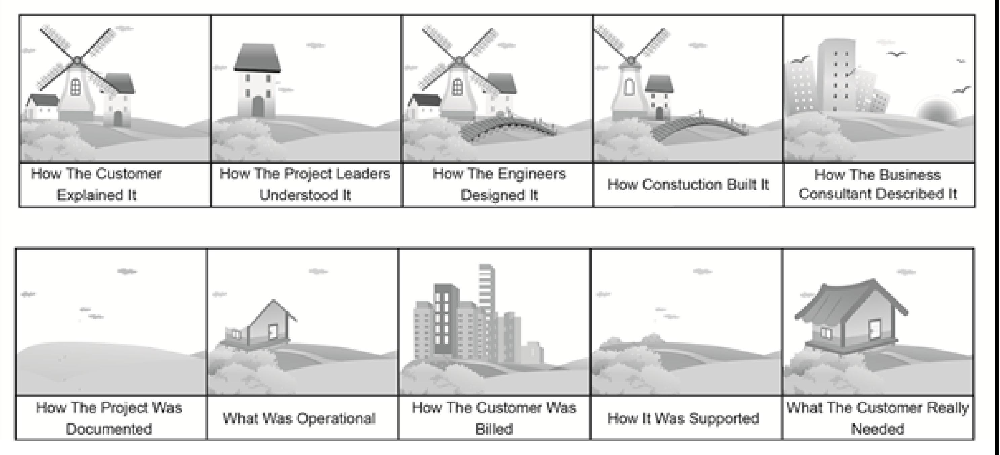 How The Customer
Explained It
How The Project Leaders
Understood It
How The Engineers
Designed It
How Constuction Built It
How The Business
Consultant Described It
How The Project Was
Documented
What Was Operational
How The Customer Was
Billed
How It Was Supported
What The Customer Really
Needed